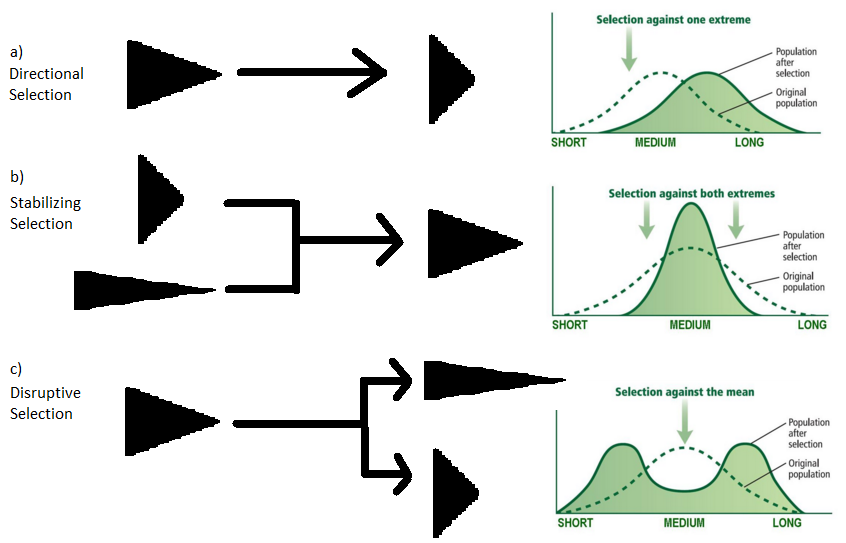 a)
Directional
Selection
Selection against one extreme
Population
after
selection
Original
population
SHORT
MEDIUM
LONG
b)
Stabilizing
Selection
Selection against both extremes
Population
after
selection
Original
population
SHORT
MEDIUM
LONG
c)
Disruptive
Selection
Selection against the mean
Population
after
selection
Original
population
SHORT
MEDIUM
LONG